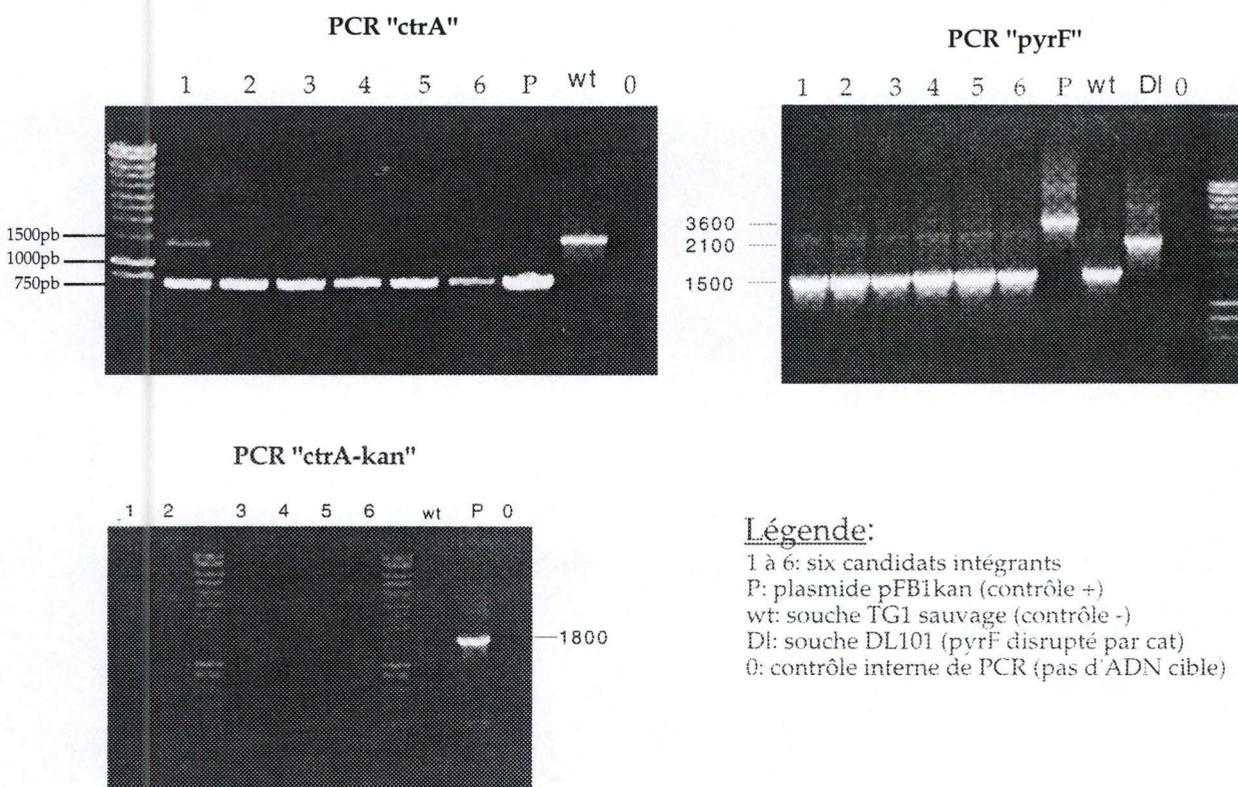 PCR "ctrA"
1 2 3 4 5 6 P wt 0
1500pb
1000pb
750pb
PCR "pyrF"
1 2 3 4 5 6 P wt Dl 0
3600
2100
1500
PCR "ctrA-kan"
1 2 3 4 5 6 wt P 0
1800
Légende:
1 à 6: six candidats intégrants
P: plasmide pFB1kan (contrôle +)
wt: souche TG1 sauvage (contrôle -)
Dl: souche DL101 (pyrF disrupté par cat)
0: contrôle interne de PCR (pas d'ADN cible)